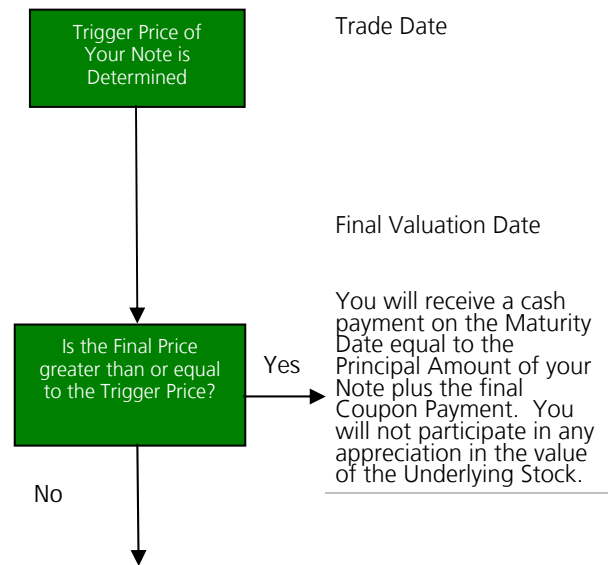 Trigger Price of
Your Note is
Determined
Trade Date
Final Valuation Date
Is the Final Price
greater than or equal
to the Trigger Price?
Yes
You will receive a cash
payment on the Maturity
Date equal to the
Principal Amount of your
Note plus the final
Coupon Payment. You
will not participate in any
appreciation in the value
of the Underlying Stock.
No